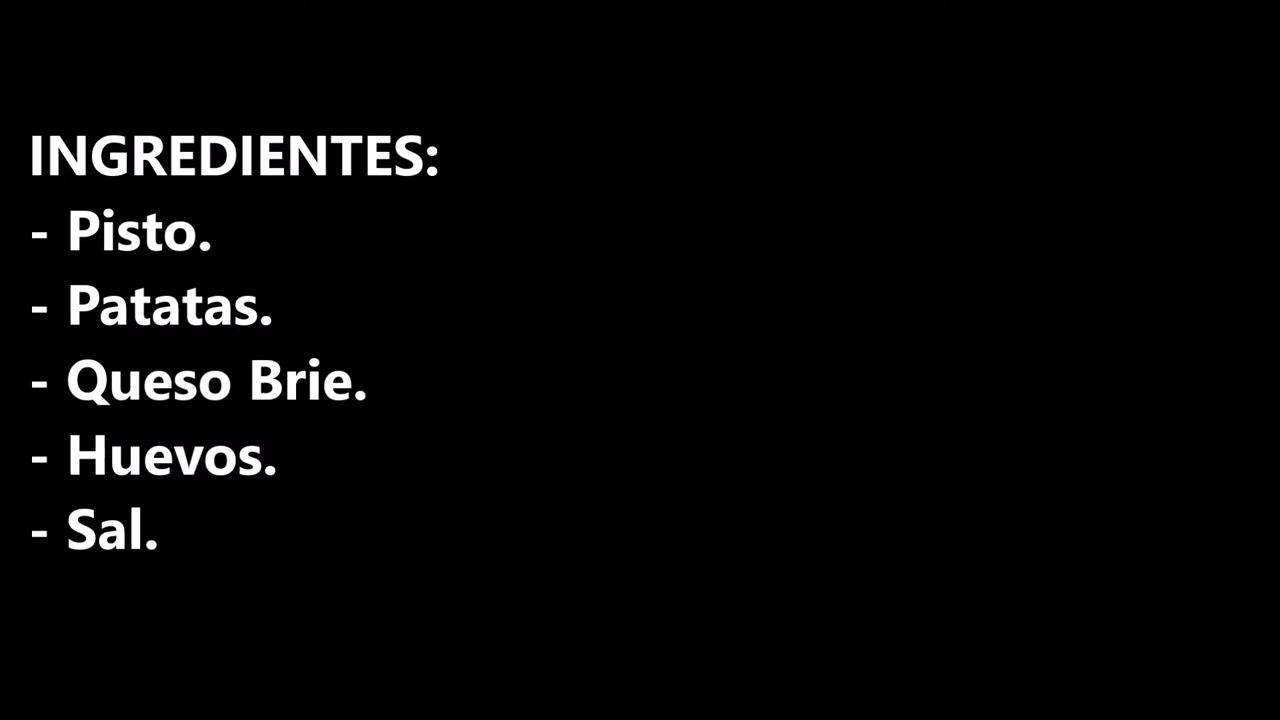 INGREDIENTES:
- Pisto.
- Patatas.
- Queso Brie.
- Huevos.
- Sal.